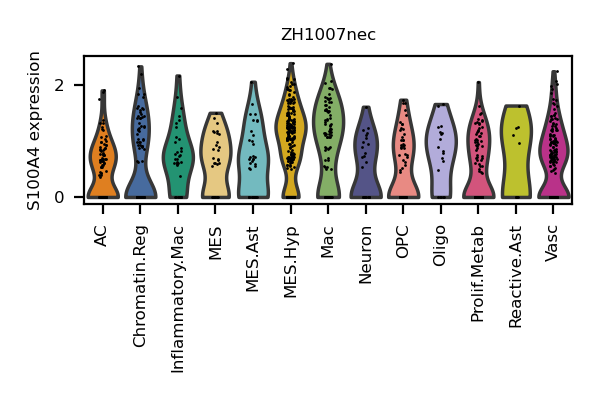 ZH1007nec
S100A4 expression
2
0
AC
Chromatin.Reg
Inflammatory.Mac
MES
MES.Ast
MES.Hyp
Mac
Neuron
OPC
Oligo
Prolif.Metab
Reactive.Ast
Vasc